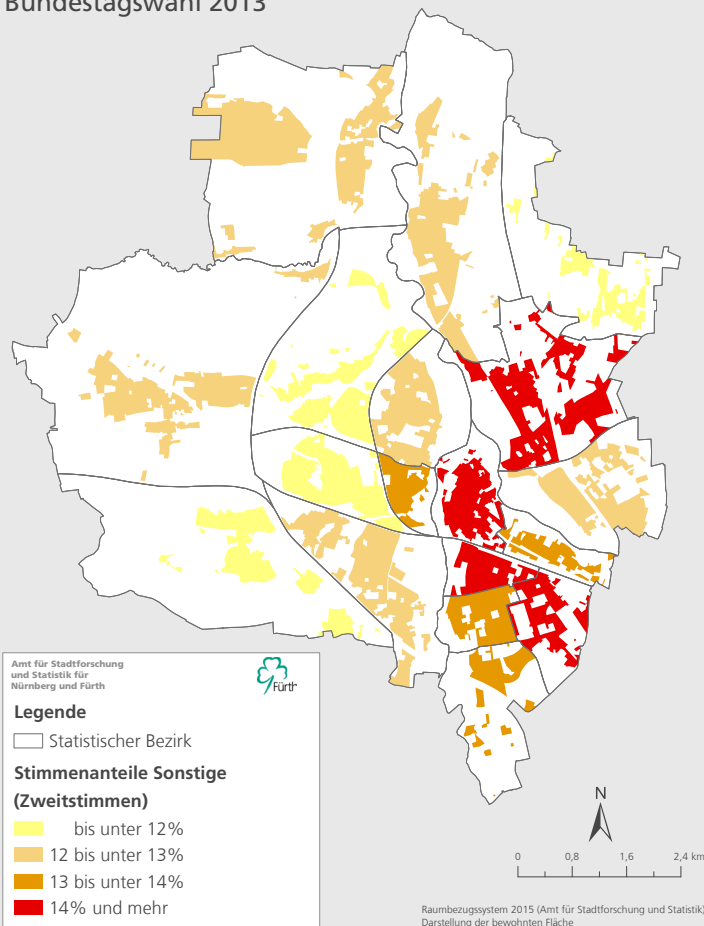 Bundestagswahl 2013
Amt für Stadtforschung
und Statistik für
Nürnberg und Fürth
Fürth
Legende
Statistischer Bezirk
Stimmenanteile Sonstige
(Zweitstimmen)
bis unter 12%
12 bis unter 13%
13 bis unter 14%
14% und mehr
N
0 0,8 1,6 2,4 km
Raumbezugssystem 2015 (Amt für Stadtforschung und Statistik)
Darstellung der bewohnten Fläche